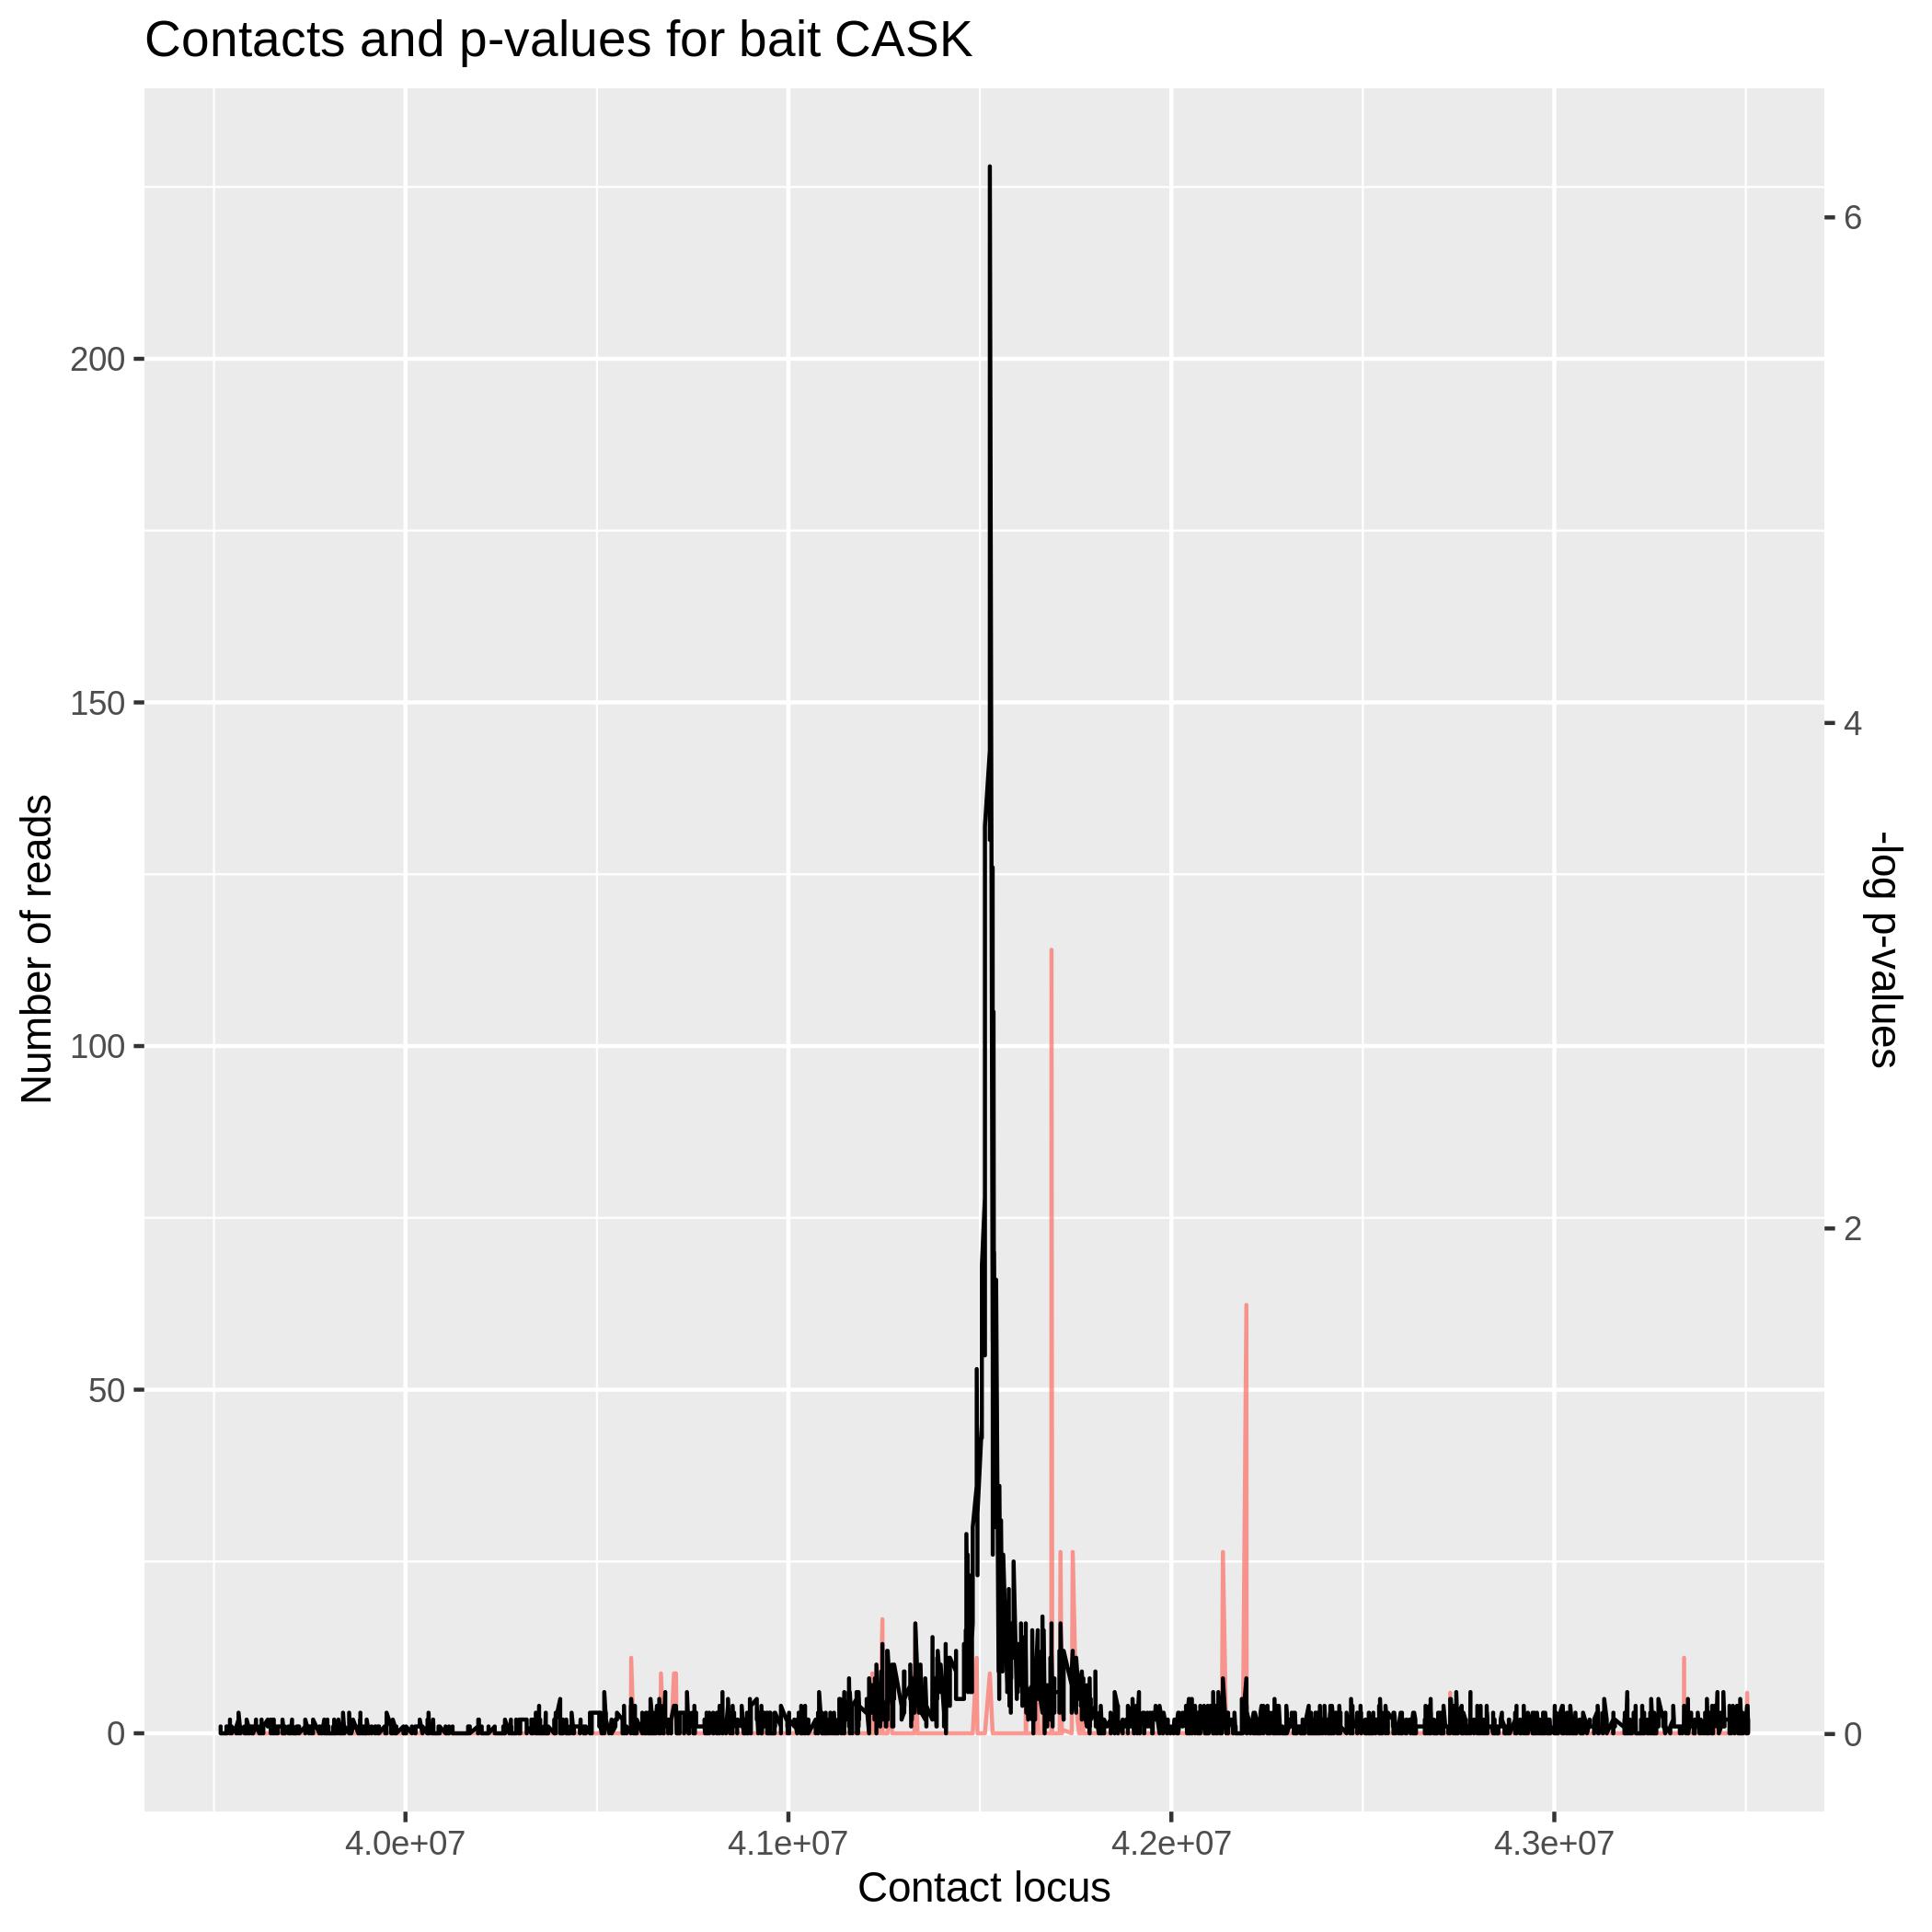 Contacts and p-values for bait CASK
Number of reads
200
150
100
50
0
6
4
2
0
-log p-values
4.0e+07
4.1e+07
4.2e+07
4.3e+07
Contact locus